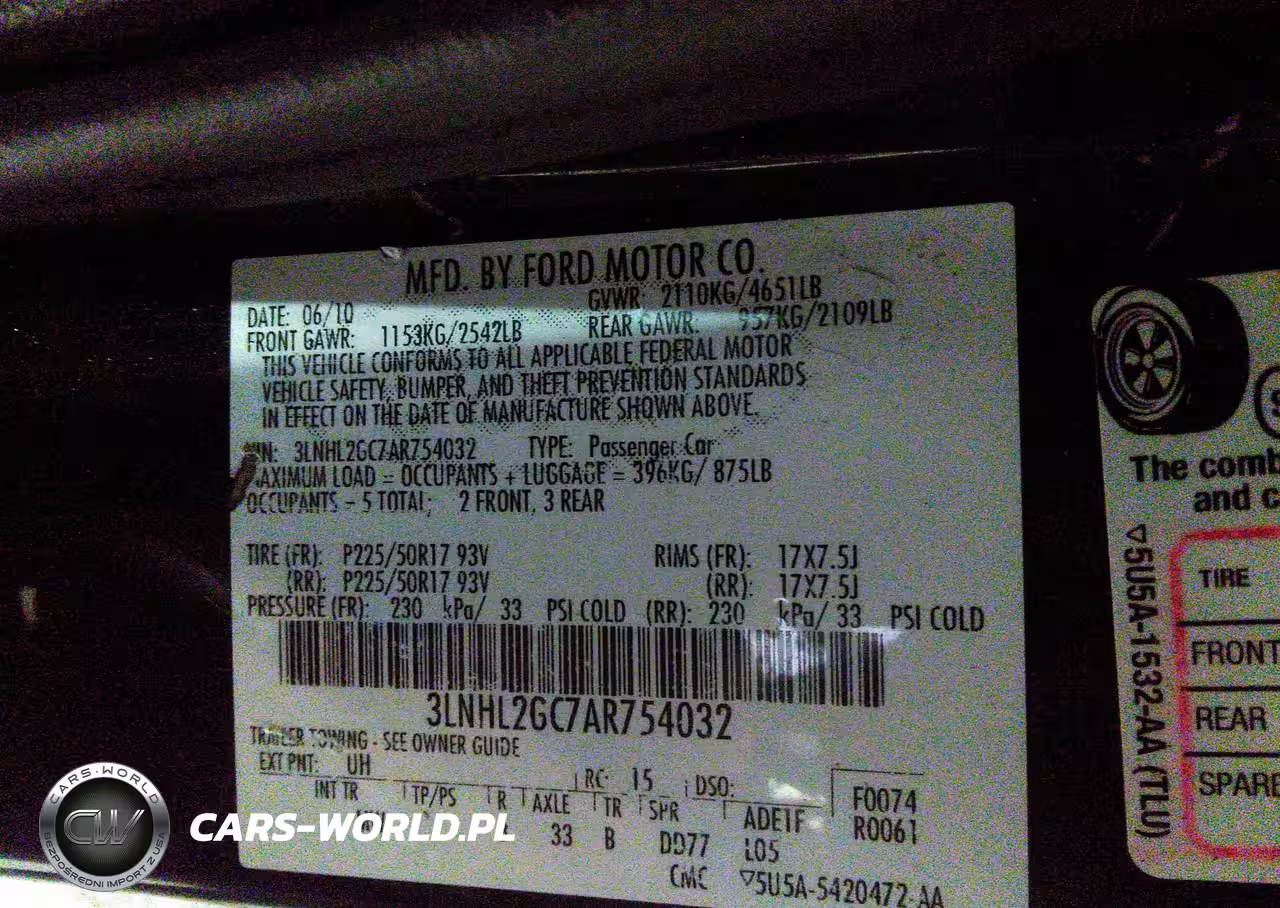 MFD. BY FORD MOTOR CO.
DATE: 06/10 GVWR: 2110KG/4651LB
FRONT GAWR: 1153KG/2542LB REAR GAWR: 957KG/2109LB
THIS VEHICLE CONFORMS TO ALL APPLICABLE FEDERAL MOTOR
VEHICLE SAFETY, BUMPER, AND THEFT PREVENTION STANDARDS
IN EFFECT ON THE DATE OF MANUFACTURE SHOWN ABOVE.
VIN: 3LNHL2GC7AR754032 TYPE: Passenger Car
MAXIMUM LOAD = OCCUPANTS + LUGGAGE = 396KG/ 875LB
OCCUPANTS - 5 TOTAL; 2 FRONT, 3 REAR
TIRE (FR): P225/50R17 93V RIMS (FR): 17X7.5J
(RR): P225/50R17 93V (RR): 17X7.5J
PRESSURE (FR): 230 kPa/ 33 PSI COLD (RR): 230 kPa/ 33 PSI COLD
3LNHL2GC7AR754032
TRAILER TOWING - SEE OWNER GUIDE
EXT PNT: UH RC: 15 DSO: F0074
INT TR TP/PS R AXLE TR SPR ADETF R0061
33 B DD77 L05
CMC ▽5U5A-5420472-AA
The comb
and c
▽5U5A-1532-AA (TLU)
TIRE
FRONT
REAR
SPARE
CARS-WORLD
CW
BEZPOŚREDNI IMPORT Z USA
CARS-WORLD.PL